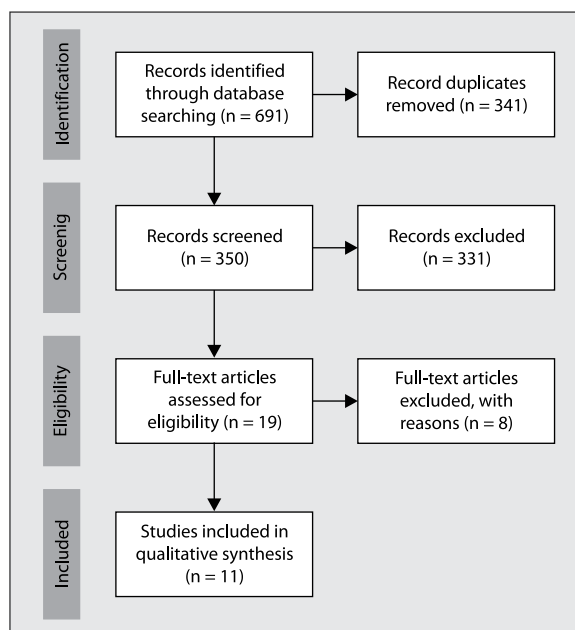 Identification
Records identified
through database
searching (n = 691)
Record duplicates
removed (n = 341)
Screenig
Records screened
(n = 350)
Records excluded
(n = 331)
Eligibility
Full-text articles
assessed for
eligibility (n = 19)
Full-text articles
excluded, with
reasons (n = 8)
Included
Studies included in
qualitative synthesis
(n = 11)